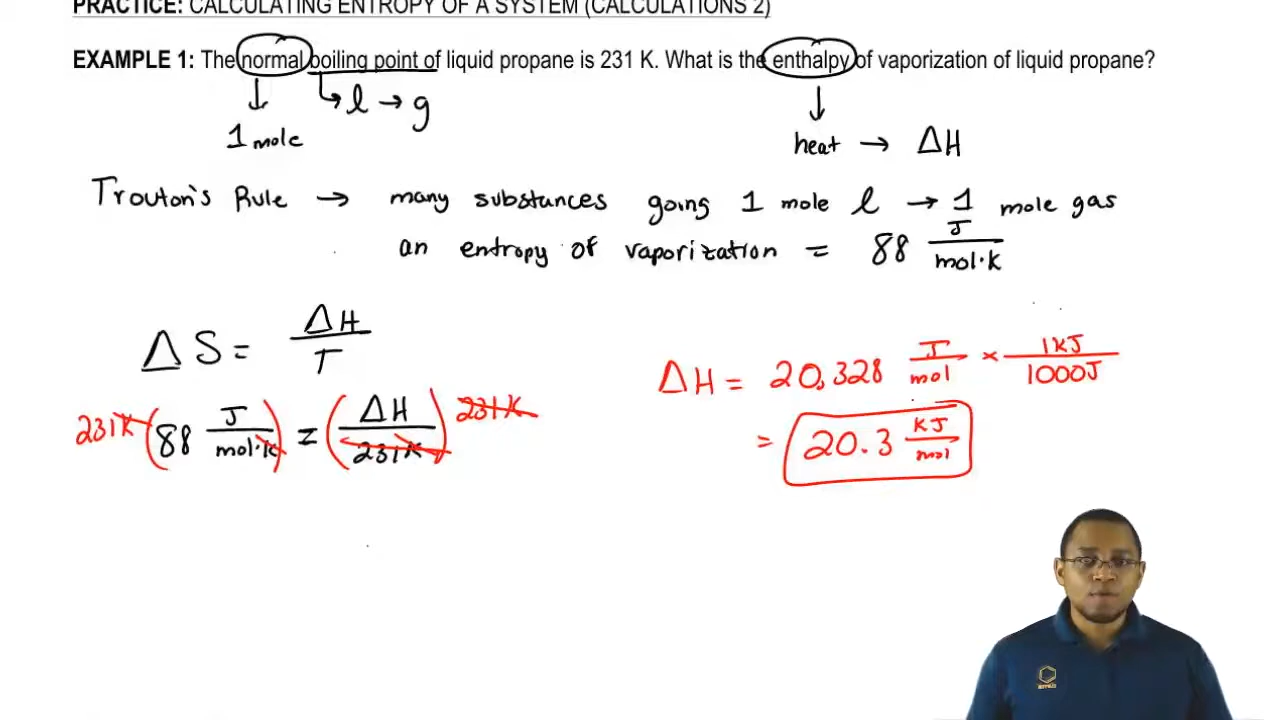 PRACTICE: CALCULATING ENTROPY OF A SYSTEM (CALCULATIONS 2)
EXAMPLE 1: The normal boiling point of liquid propane is 231 K. What is the enthalpy of vaporization of liquid propane?
↓ ↳ l → g ↓
1 mole heat → ΔH
Trouton's Rule → many substances going 1 mole l → 1 mole gas
an entropy of vaporization = 88 J/mol·K
ΔS = ΔH/T
231K (88 J/mol·K) = (ΔH/231K) 231K
ΔH = 20,328 J/mol × 1KJ/1000J
= 20.3 KJ/mol